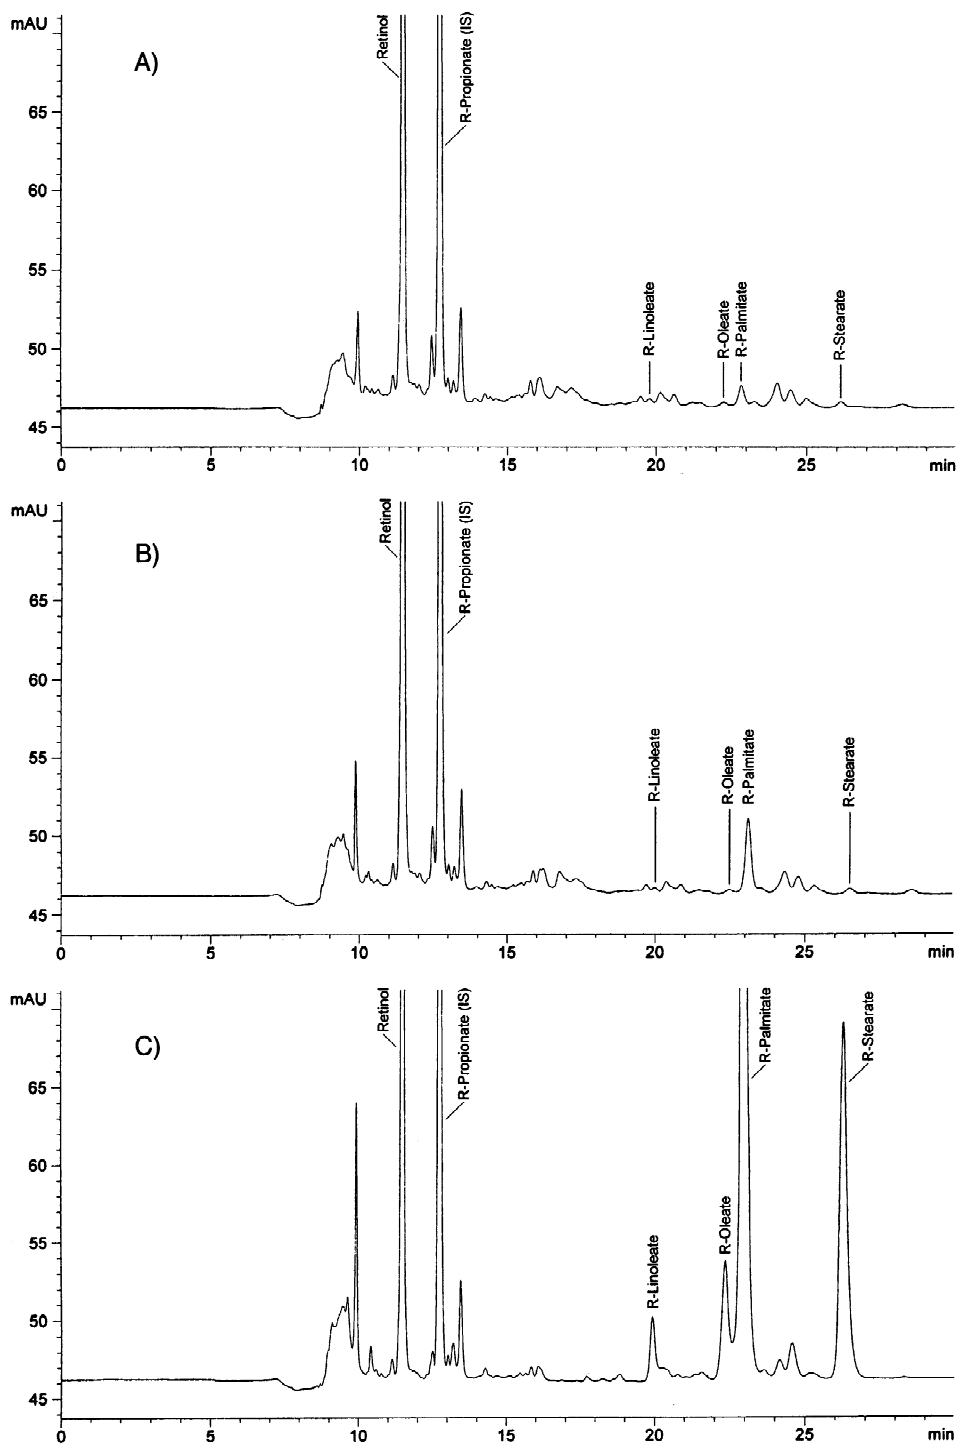 mAU
A)
Retinol
R-Propionate (IS)
65
60
55
50
45
R-Linoleate
R-Oleate
R-Palmitate
R-Stearate
0 5 10 15 20 25 min
mAU
B)
Retinol
R-Propionate (IS)
65
60
55
50
45
R-Linoleate
R-Oleate
R-Palmitate
R-Stearate
0 5 10 15 20 25 min
mAU
C)
Retinol
R-Propionate (IS)
R-Palmitate
R-Stearate
65
60
55
50
45
R-Linoleate
R-Oleate
0 5 10 15 20 25 min